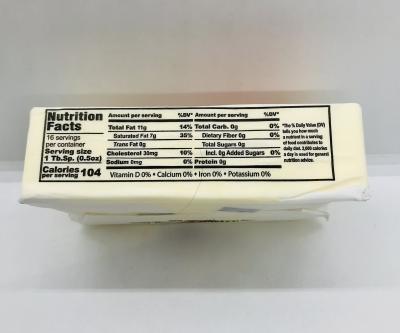 Nutrition Facts
16 servings per container
Serving size
1 Tb.Sp. (0.5oz)
Calories per serving 104
Amount per serving %DV*
Total Fat 11g 14%
Saturated Fat 7g 35%
Trans Fat 0g
Cholesterol 30mg 10%
Sodium 0mg 0%
Amount per serving %DV*
Total Carb. 0g 0%
Dietary Fiber 0g 0%
Total Sugars 0g
Incl. 0g Added Sugars 0%
Protein 0g
Vitamin D 0% • Calcium 0% • Iron 0% • Potassium 0%
*The % Daily Value (DV)
tells you how much
a nutrient in a serving
of food contributes to
daily diet. 2,000 calories
a day is used for general
nutrition advice.